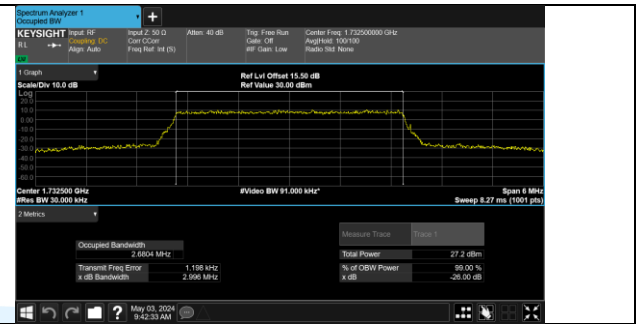 Spectrum Analyzer 1
Occupied BW
+
KEYSIGHT Input: RF Input Z: 50 Ω Atten: 40 dB Trig: Free Run Center Freq: 1.732500000 GHz
R L Coupling: DC Corr CCorr Gate: Off Avg|Hold: 100/100
Align: Auto Freq Ref: Int (S) #IF Gain: Low Radio Std: None
1 Graph
Ref Lvl Offset 15.50 dB
Scale/Div 10.0 dB Ref Value 30.00 dBm
Log
20.0
10.0
0.00
-10.0
-20.0
-30.0
-40.0
-50.0
-60.0
Center 1.732500 GHz #Video BW 91.000 kHz* Span 6 MHz
#Res BW 30.000 kHz Sweep 8.27 ms (1001 pts)
2 Metrics
Measure Trace Trace 1
Occupied Bandwidth
2.6804 MHz Total Power 27.2 dBm
Transmit Freq Error 1.198 kHz % of OBW Power 99.00 %
x dB Bandwidth 2.996 MHz x dB -26.00 dB
? May 03, 2024
9:42:33 AM